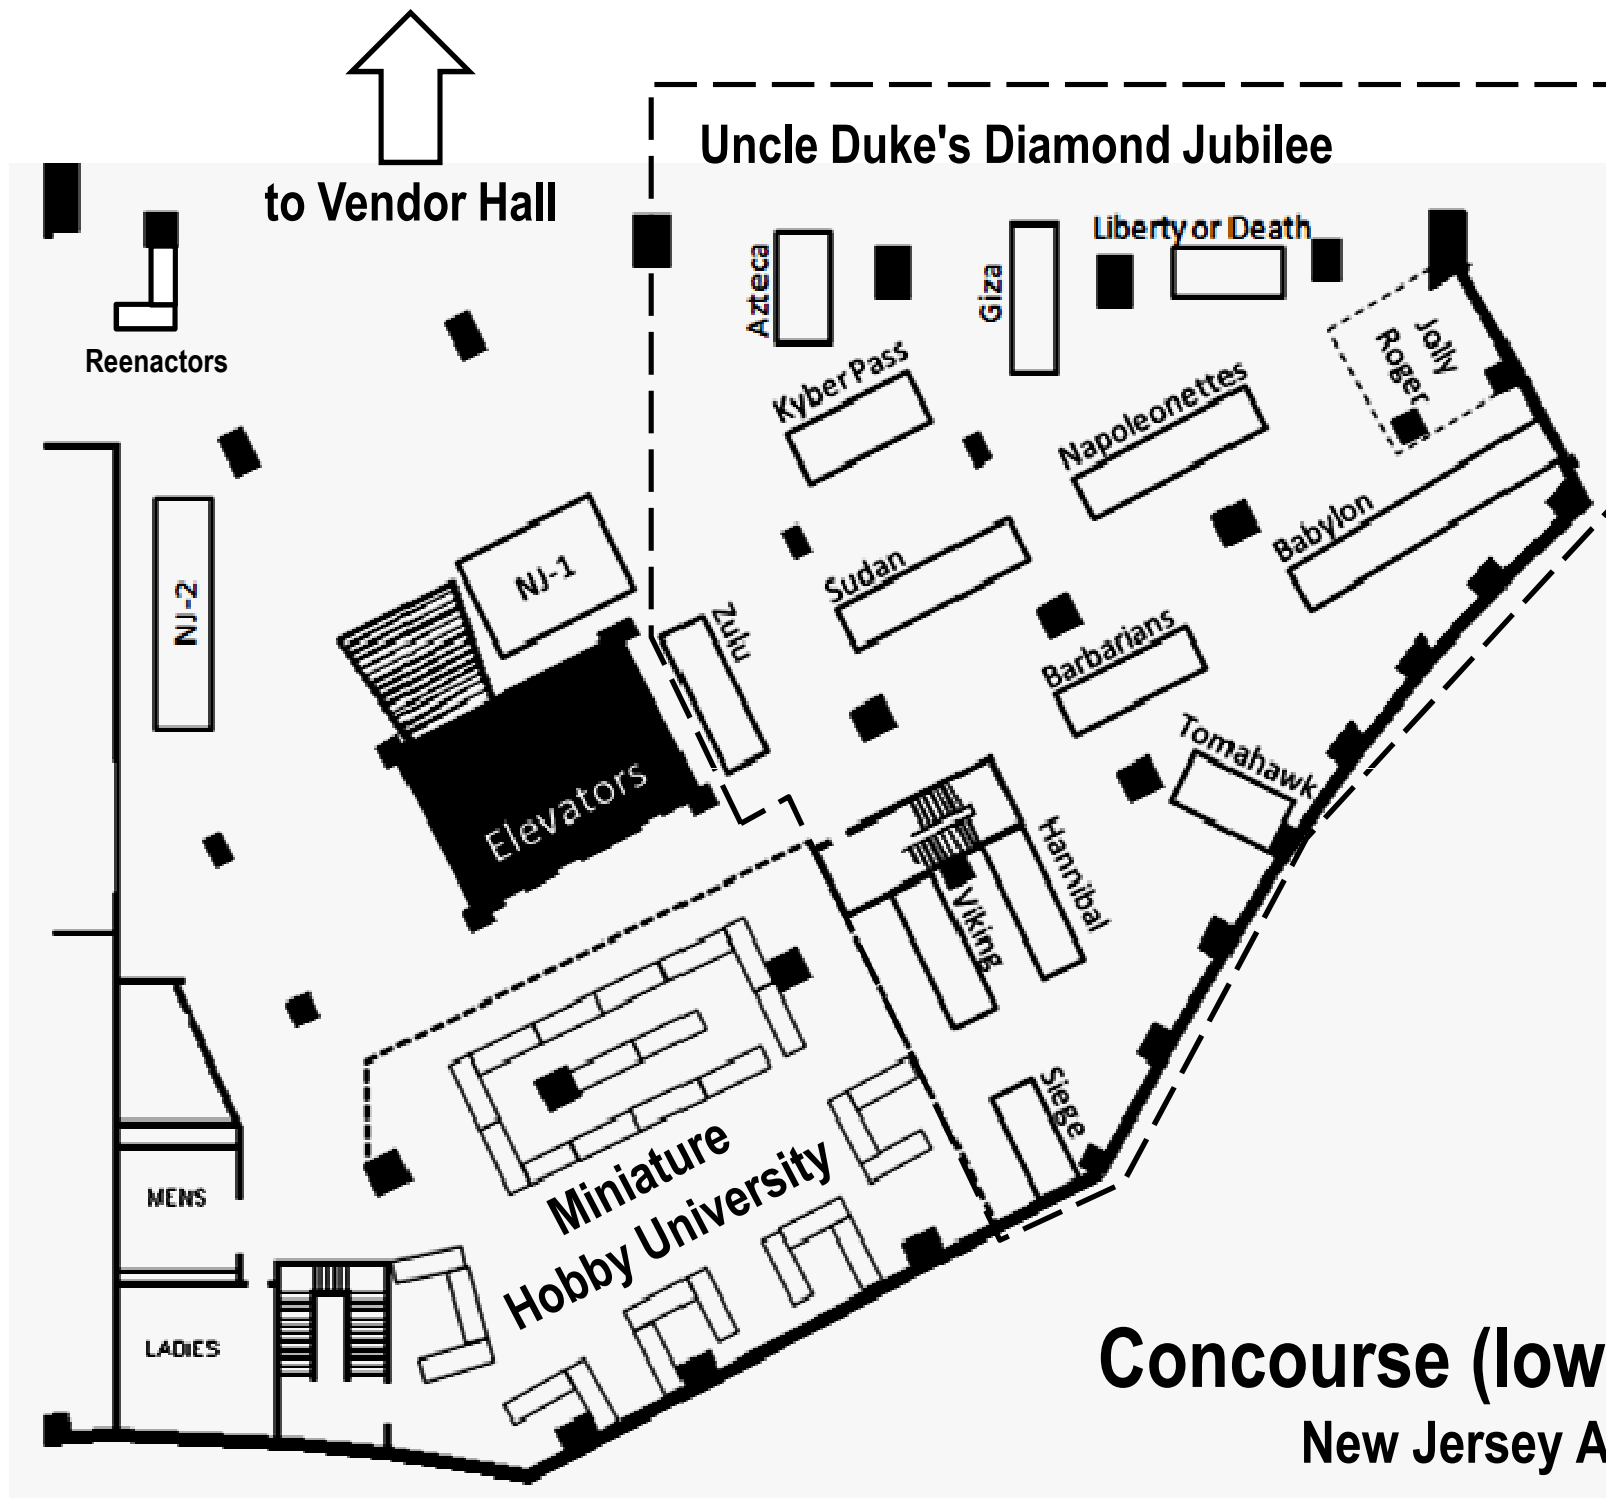 Uncle Duke's Diamond Jubilee
to Vendor Hall
Reenactors
Azteca
Giza
Liberty or Death
Jolly
Roger
Kyber Pass
Napoleonettes
Babylon
NJ-2
NJ-1
Sudan
Zulu
Barbarians
Tomahawk
Elevators
Hannibal
Viking
Siege
Miniature
Hobby University
MENS
LADIES
Concourse (low
New Jersey A